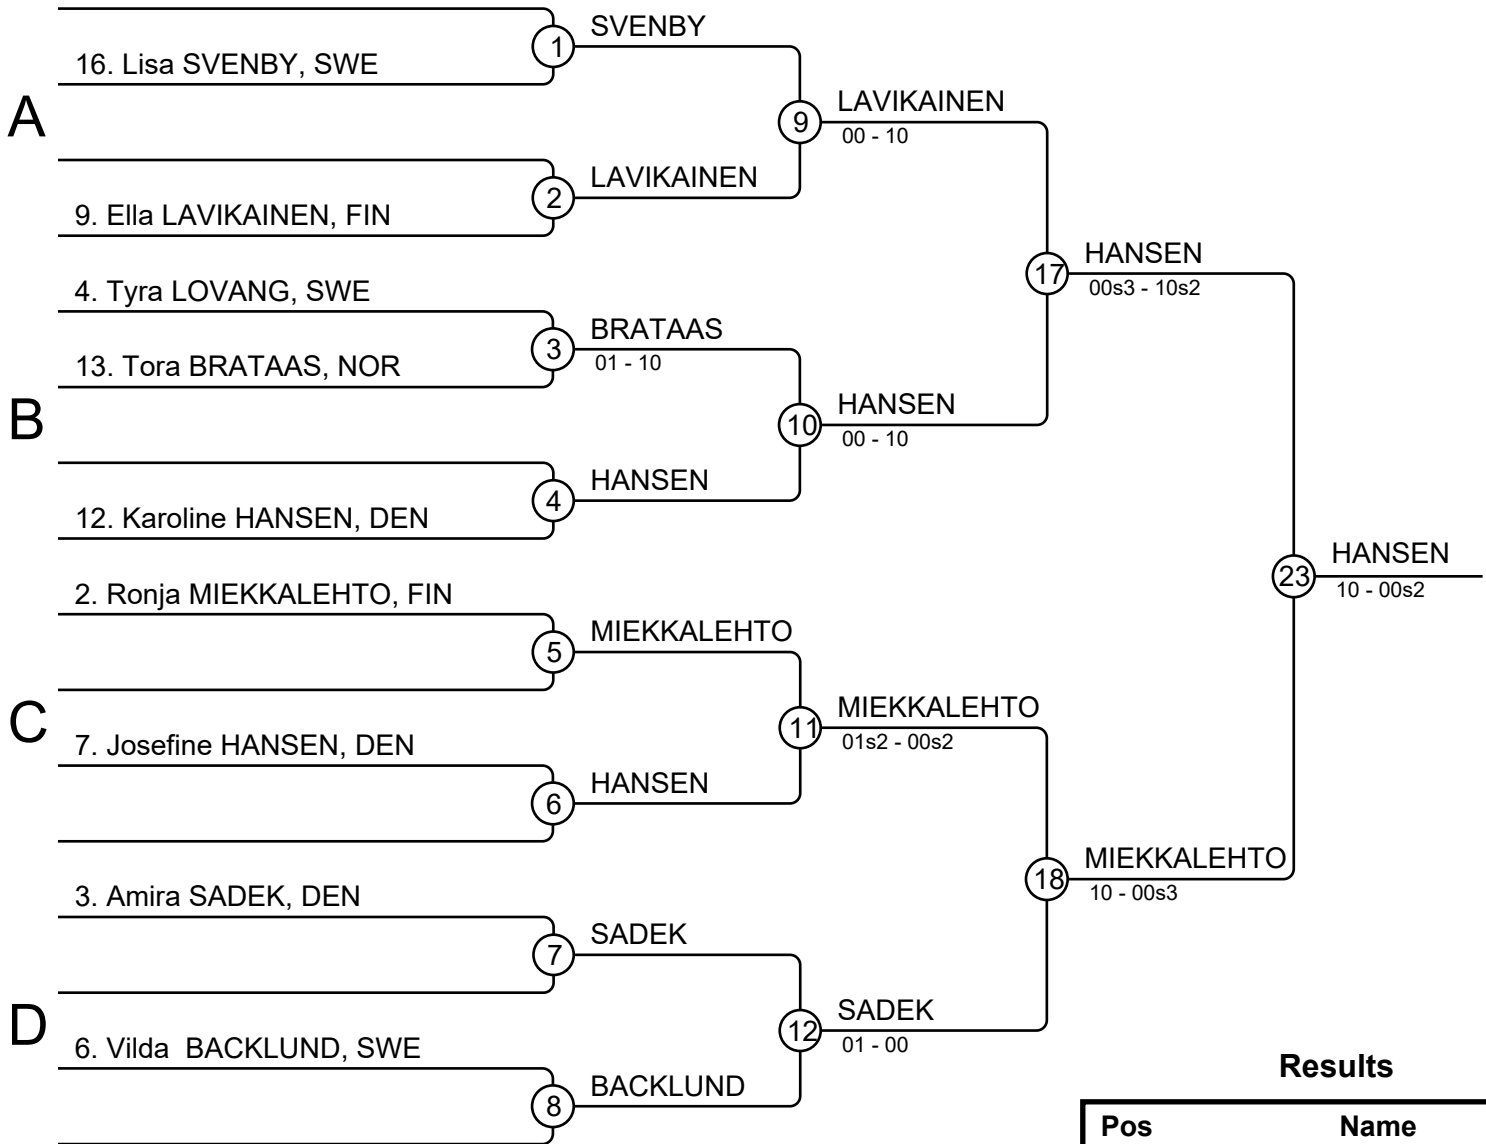 SVENBY
1
16. Lisa SVENBY, SWE
A
LAVIKAINEN
9
00 - 10
LAVIKAINEN
2
9. Ella LAVIKAINEN, FIN
HANSEN
17
00s3 - 10s2
4. Tyra LOVANG, SWE
BRATAAS
3
01 - 10
13. Tora BRATAAS, NOR
B
HANSEN
10
00 - 10
HANSEN
4
12. Karoline HANSEN, DEN
HANSEN
23
10 - 00s2
2. Ronja MIEKKALEHTO, FIN
MIEKKALEHTO
5
C
MIEKKALEHTO
11
01s2 - 00s2
7. Josefine HANSEN, DEN
HANSEN
6
MIEKKALEHTO
18
10 - 00s3
3. Amira SADEK, DEN
SADEK
7
D
SADEK
12
01 - 00
6. Vilda  BACKLUND, SWE
BACKLUND
8
Results
Pos Name